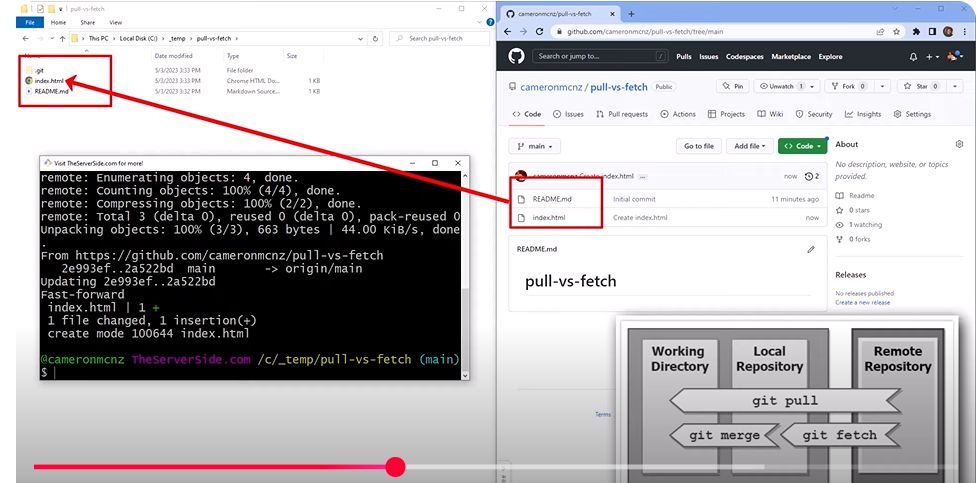 pull-vs-fetch
File
Home
Share
View
This PC › Local Disk (C:) › _temp › pull-vs-fetch ›
Search pull-vs-fetch
Date modified
Type
Size
.git
5/3/2023 3:33 PM
File folder
index.html
5/3/2023 3:33 PM
Chrome HTML Do...
1 KB
README.md
5/3/2023 3:32 PM
Markdown Source...
1 KB
Visit TheServerSide.com for more!
remote: Enumerating objects: 4, done.
remote: Counting objects: 100% (4/4), done.
remote: Compressing objects: 100% (2/2), done.
remote: Total 3 (delta 0), reused 0 (delta 0), pack-reused 0
Unpacking objects: 100% (3/3), 663 bytes | 44.00 KiB/s, done
.
From https://github.com/cameronmcnz/pull-vs-fetch
2e993ef..2a522bd main -> origin/main
Updating 2e993ef..2a522bd
Fast-forward
index.html | 1 +
1 file changed, 1 insertion(+)
create mode 100644 index.html
@cameronmcnz TheServerSide.com /c/_temp/pull-vs-fetch (main)
$
cameronmcnz/pull-vs-fetch
github.com/cameronmcnz/pull-vs-fetch/tree/main
Search or jump to...
/
Pulls
Issues
Codespaces
Marketplace
Explore
cameronmcnz / pull-vs-fetch
Public
Pin
Unwatch 1
Fork 0
Star 0
Code
Issues
Pull requests
Actions
Projects
Wiki
Security
Insights
Settings
main
Go to file
Add file
Code
cameronmcnz Create index.html
...
now
2
README.md
Initial commit
11 minutes ago
index.html
Create index.html
now
README.md
pull-vs-fetch
About
No description, website, or topics
provided.
Readme
0 stars
1 watching
0 forks
Releases
No releases published
Create a new release
Terms
Working
Directory
Local
Repository
Remote
Repository
git pull
git merge
git fetch